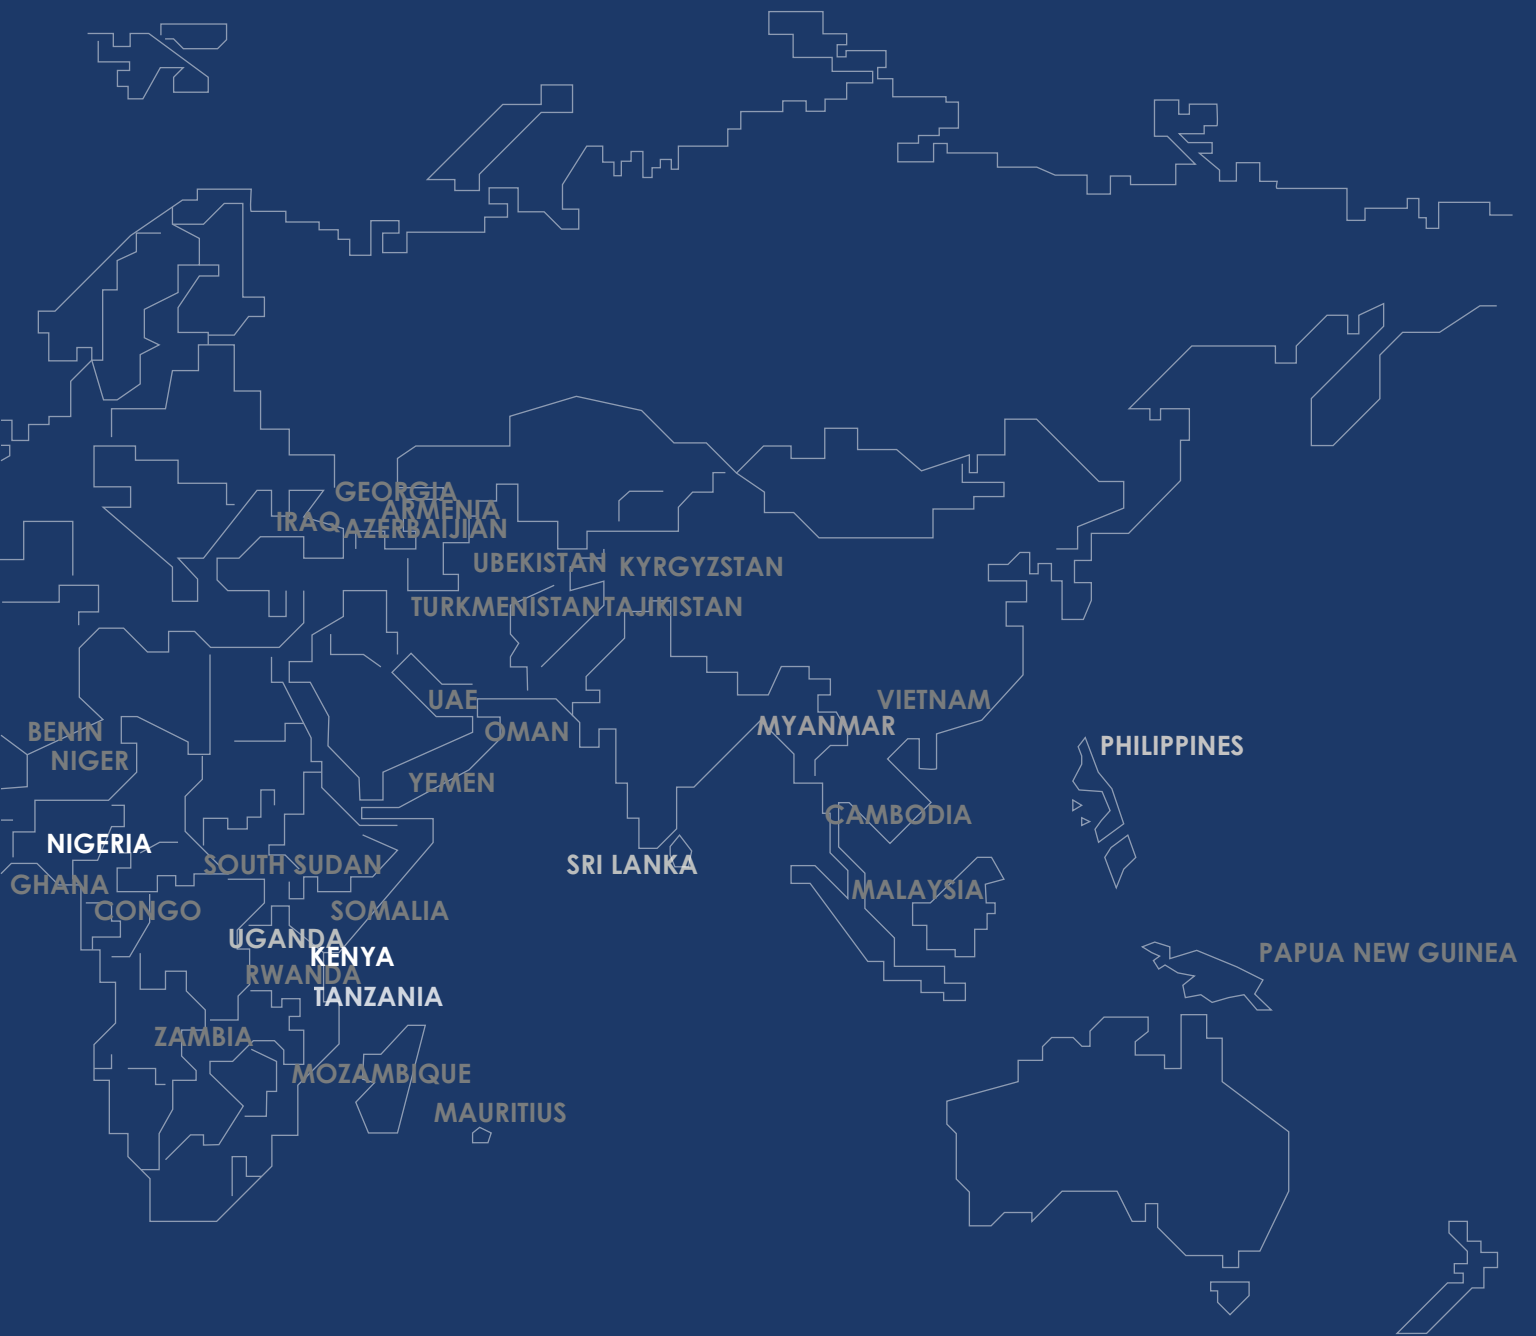 GEORGIA
ARMENIA
IRAQ
AZERBAIJIAN
UBEKISTAN
KYRGYZSTAN
TURKMENISTAN
TAJIKISTAN
UAE
VIETNAM
BENIN
OMAN
MYANMAR
PHILIPPINES
NIGER
YEMEN
CAMBODIA
NIGERIA
SOUTH SUDAN
SRI LANKA
GHANA
MALAYSIA
CONGO
SOMALIA
UGANDA
KENYA
PAPUA NEW GUINEA
RWANDA
TANZANIA
ZAMBIA
MOZAMBIQUE
MAURITIUS